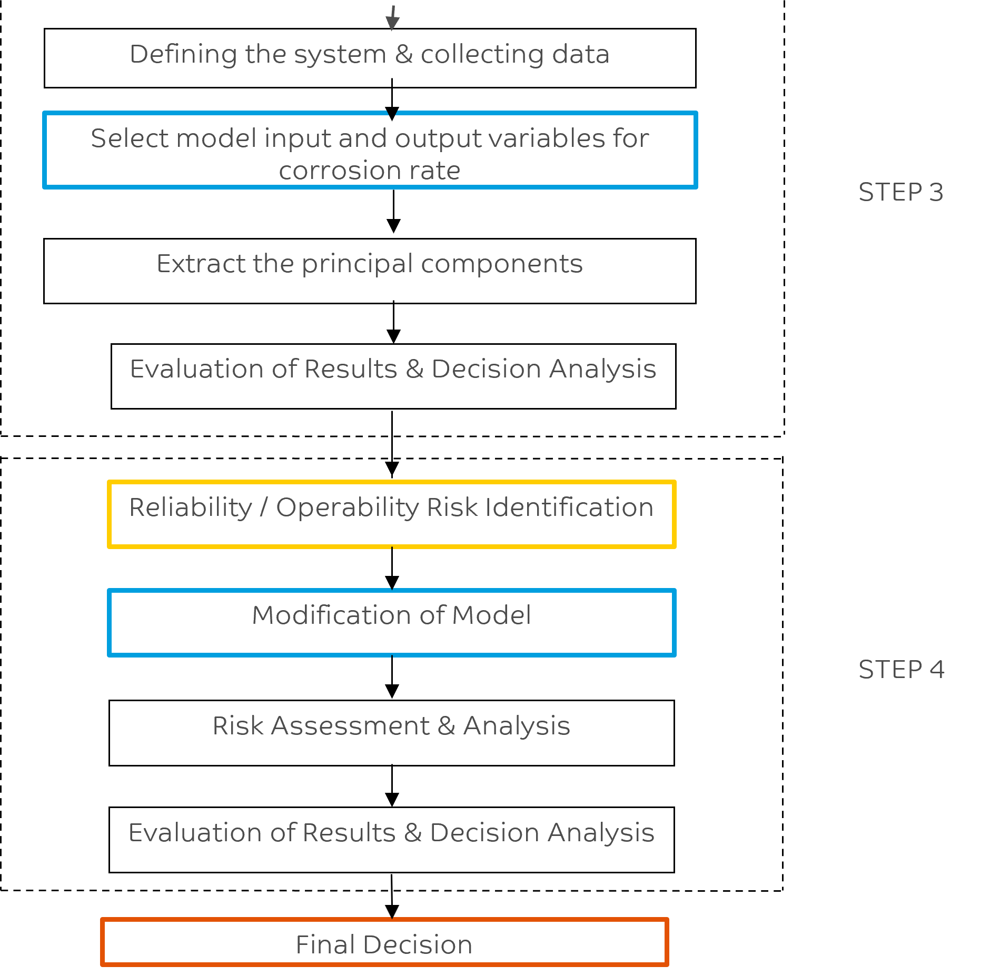 Defining the system & collecting data
Select model input and output variables for
corrosion rate
STEP 3
Extract the principal components
Evaluation of Results & Decision Analysis
Reliability / Operability Risk Identification
Modification of Model
STEP 4
Risk Assessment & Analysis
Evaluation of Results & Decision Analysis
Final Decision